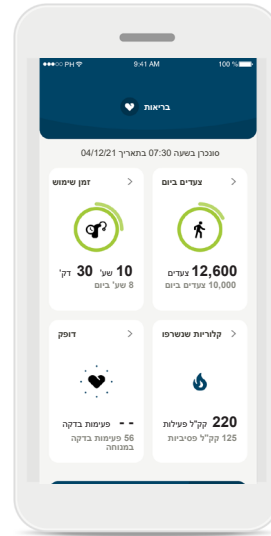 PH 9:41 AM 100 %
בריאות
סונכרן בשעה 07:30 בתאריך 04/12/21
צעדים ביום
12,600 צעדים
10,000 צעדים ביום
זמן שימוש
10 שע' 30 דק'
8 שע' ביום
קלוריות שנשרפו
220 קק"ל פעילות
125 קק"ל פסיביות
דופק
- - פעימות בדקה
56 פעימות בדקה
במנוחה